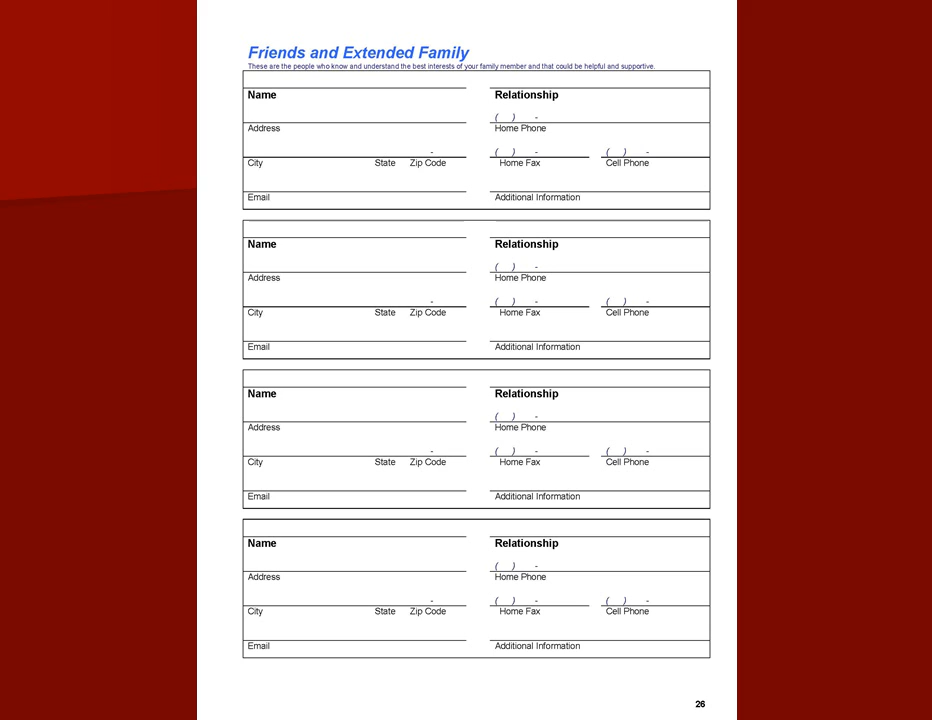 Friends and Extended Family
These are the people who know and understand the best interests of your family member and that could be helpful and supportive.
Name Relationship
( ) -
Address Home Phone
- ( ) - ( ) -
City State Zip Code Home Fax Cell Phone
Email Additional Information
Name Relationship
( ) -
Address Home Phone
- ( ) - ( ) -
City State Zip Code Home Fax Cell Phone
Email Additional Information
Name Relationship
( ) -
Address Home Phone
- ( ) - ( ) -
City State Zip Code Home Fax Cell Phone
Email Additional Information
Name Relationship
( ) -
Address Home Phone
- ( ) - ( ) -
City State Zip Code Home Fax Cell Phone
Email Additional Information
26